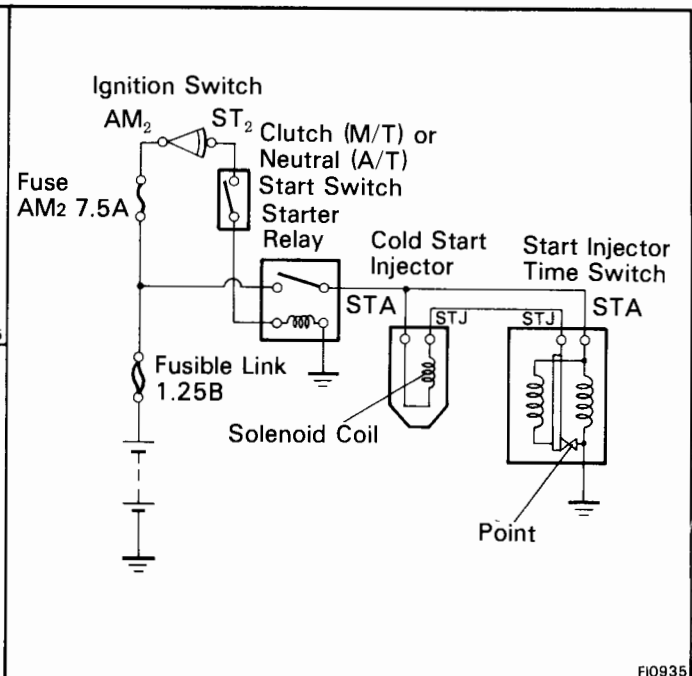 Ignition Switch
AM₂
ST₂
Clutch (M/T) or
Neutral (A/T)
Start Switch
Fuse
AM₂ 7.5A
Starter
Relay
Cold Start
Injector
Start Injector
Time Switch
STA
STJ
STJ
STA
Fusible Link
1.25B
Solenoid Coil
Point
FI0935